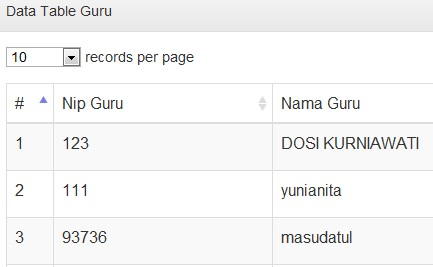 Data Table Guru
10 records per page
# Nip Guru Nama Guru
1 123 DOSI KURNIAWATI
2 111 yunianita
3 93736 masudatul